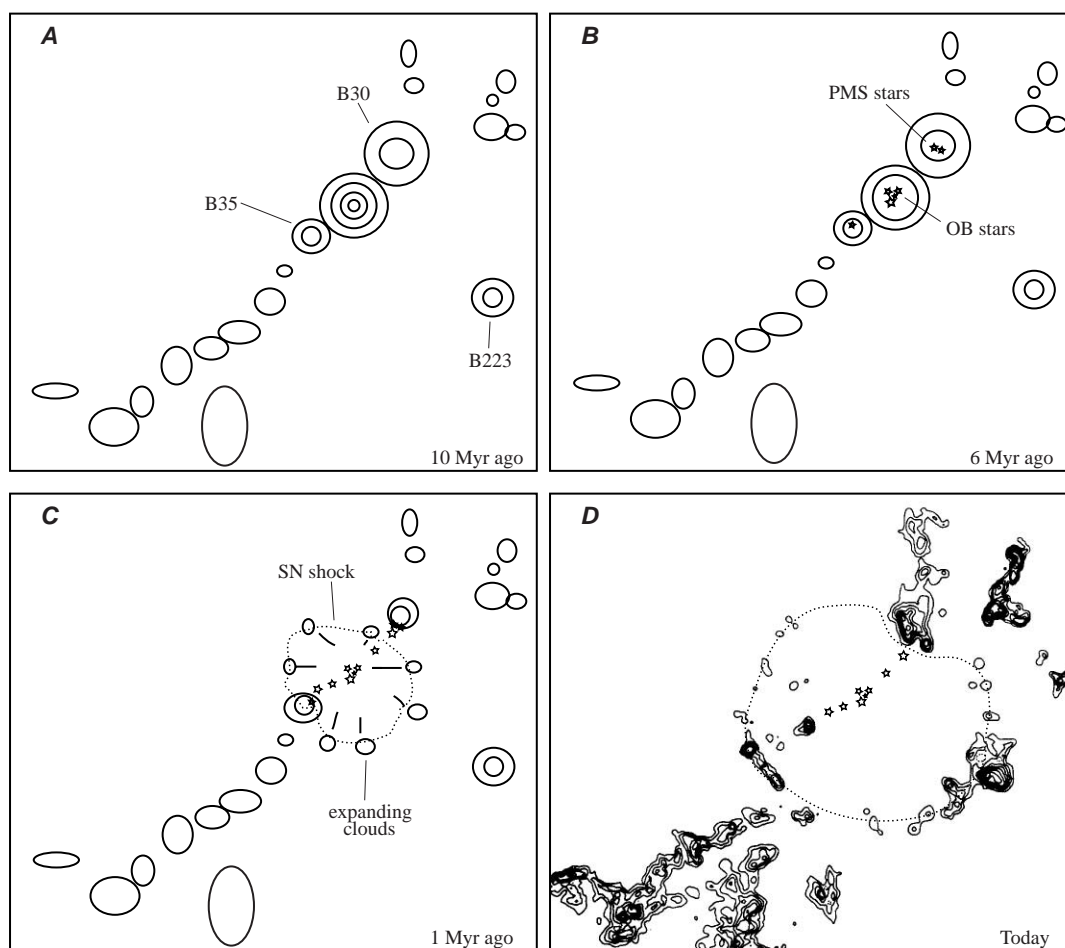 A
B30
B35
B223
10 Myr ago
B
PMS stars
OB stars
6 Myr ago
C
SN shock
expanding
clouds
1 Myr ago
D
Today